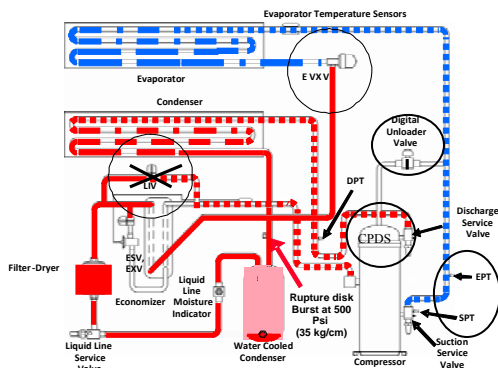 Evaporator Temperature Sensors
Evaporator
E VX V
Condenser
Digital
Unloader
Valve
LIV
DPT
CPDS
Discharge
Service
Valve
ESV,
EXV
Filter-Dryer
Economizer
Liquid
Line
Moisture
Indicator
Rupture disk
Burst at 500
Psi
(35 kg/cm)
EPT
SPT
Liquid Line
Service
Water Cooled
Condenser
Compressor
Suction
Service
Valve